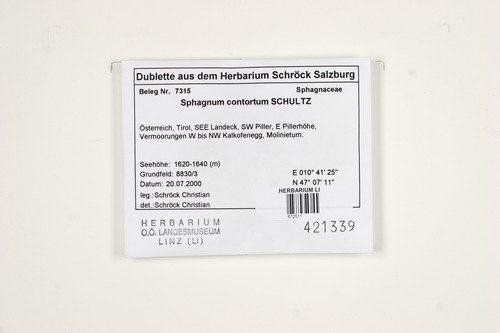 Dublette aus dem Herbarium Schröck Salzburg
Beleg Nr. 7315 Sphagnaceae
Sphagnum contortum SCHULTZ
Österreich, Tirol, SEE Landeck, SW Piller, E Pillerhöhe,
Vermoorungen W bis NW Kalkofenegg, Molinietum.
Seehöhe: 1620-1640 (m)
Grundfeld: 8830/3 E 010° 41' 25"
Datum: 20.07.2000 N 47° 07' 11"
leg.:Schröck Christian HERBARIUM LI
det.:Schröck Christian
HERBARIUM
O.Ö. LANDESMUSEUM
LINZ (LI)
421339